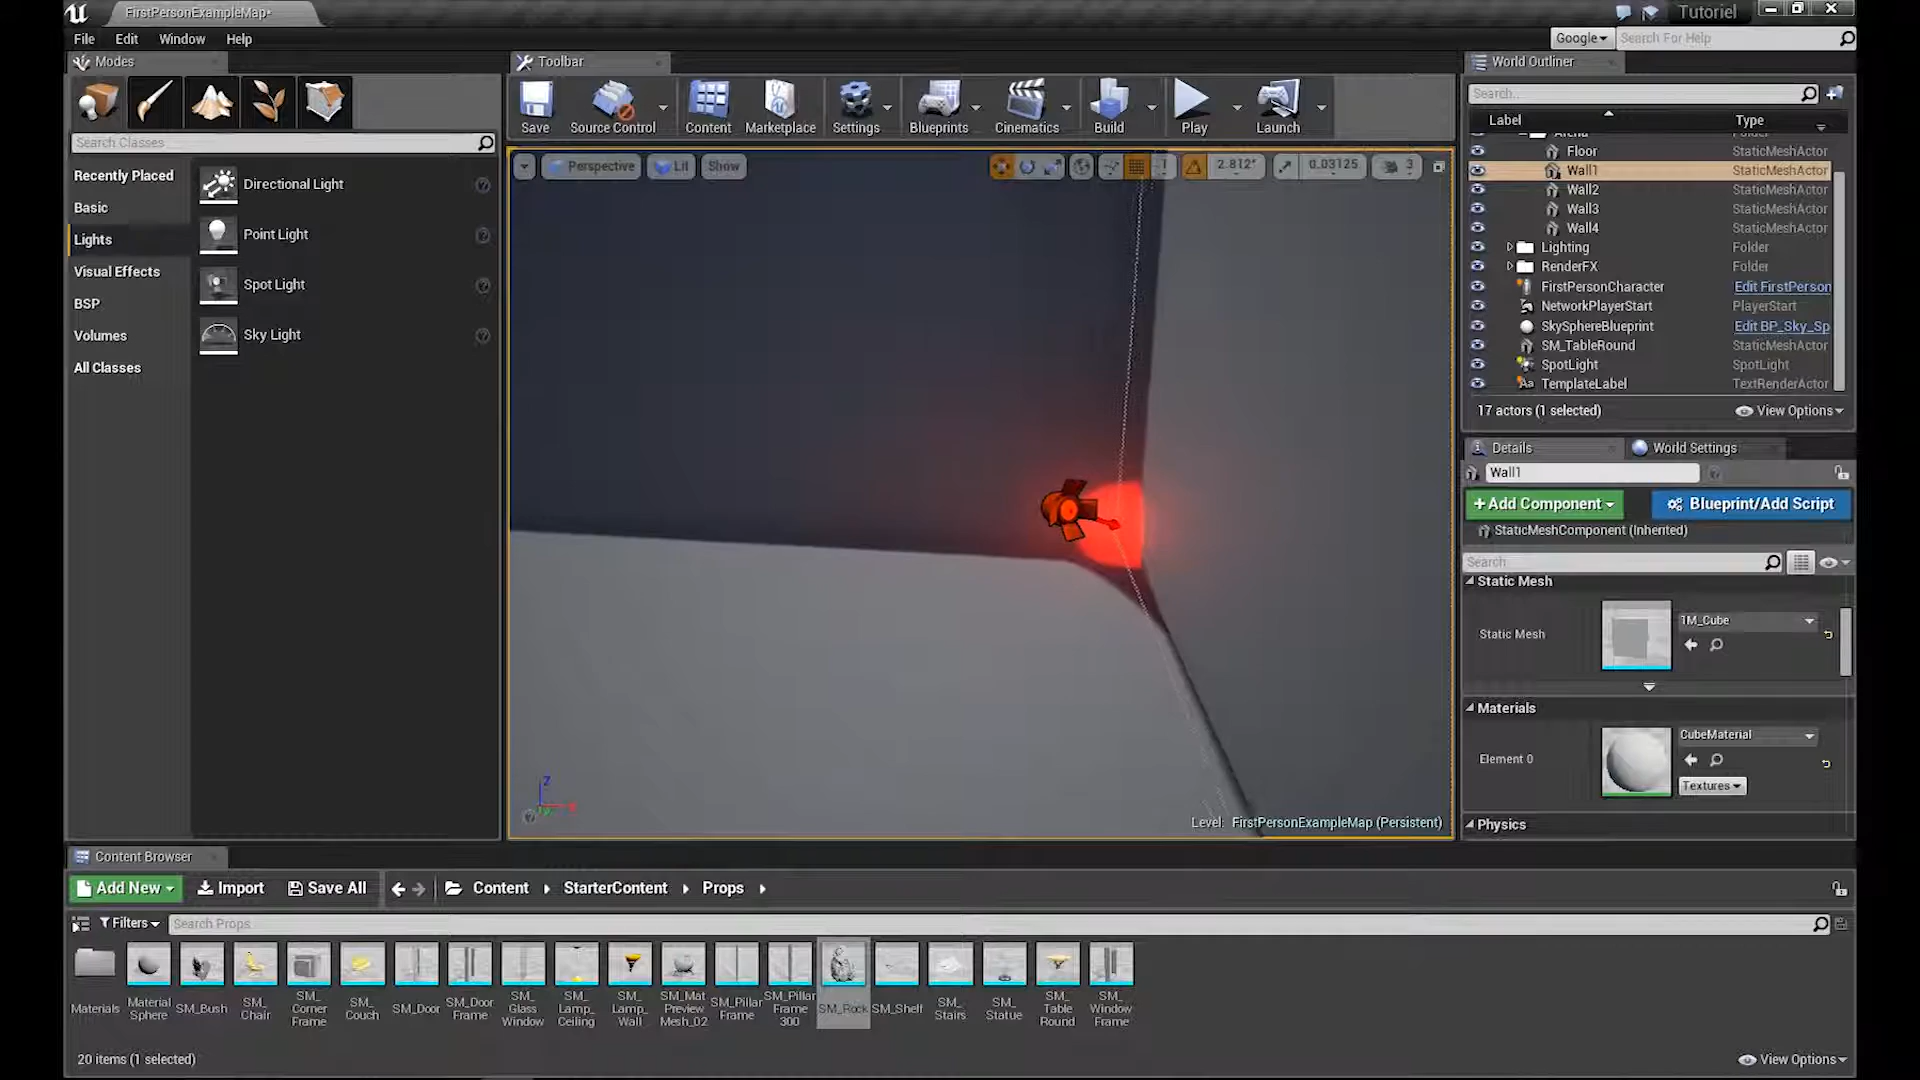 FirstPersonExampleMap*
Tutoriel
File Edit Window Help
Google
Search For Help
Modes
Toolbar
World Outliner
Search Classes
Save
Source Control
Content
Marketplace
Settings
Blueprints
Cinematics
Build
Play
Launch
Search...
Label Type
Recently Placed
Basic
Lights
Visual Effects
BSP
Volumes
All Classes
Directional Light
Point Light
Spot Light
Sky Light
Perspective
Lit
Show
2.812°
0.03125
3
Arena Folder
Floor StaticMeshActor
Wall1 StaticMeshActor
Wall2 StaticMeshActor
Wall3 StaticMeshActor
Wall4 StaticMeshActor
Lighting Folder
RenderFX Folder
FirstPersonCharacter Edit FirstPerson
NetworkPlayerStart PlayerStart
SkySphereBlueprint Edit BP_Sky_Sp
SM_TableRound StaticMeshActor
SpotLight SpotLight
TemplateLabel TextRenderActor
17 actors (1 selected)
View Options
Details
World Settings
Wall1
+Add Component
Blueprint/Add Script
StaticMeshComponent (Inherited)
Search
Static Mesh
Static Mesh
1M_Cube
Materials
Element 0
CubeMaterial
Textures
Physics
Z
Level: FirstPersonExampleMap (Persistent)
Content Browser
Add New
Import
Save All
Content
StarterContent
Props
Filters
Search Props
Materials
Material Sphere
SM_Bush
SM_ Chair
SM_ Corner Frame
SM_ Couch
SM_Door
SM_Door Frame
SM_ Glass Window
SM_ Lamp_ Ceiling
SM_ Lamp_ Wall
SM_Mat Preview Mesh_02
SM_Pillar Frame
SM_Pillar Frame 300
SM_Rock
SM_Shelf
SM_ Stairs
SM_ Statue
SM_ Table Round
SM_ Window Frame
20 items (1 selected)
View Options